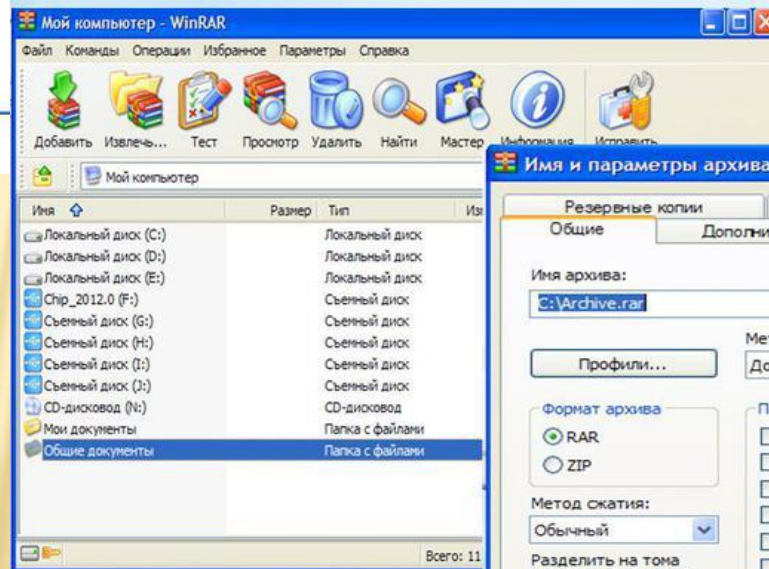 Мой компьютер - WinRAR
Файл Команды Операции Избранное Параметры Справка
Добавить Извлечь... Тест Просмотр Удалить Найти Мастер Информация Исправить
Мой компьютер
Имя Размер Тип
Локальный диск (C:) Локальный диск
Локальный диск (D:) Локальный диск
Локальный диск (E:) Локальный диск
Chip_2012.0 (F:) Съемный диск
Съемный диск (G:) Съемный диск
Съемный диск (H:) Съемный диск
Съемный диск (I:) Съемный диск
Съемный диск (J:) Съемный диск
CD-дисковод (N:) CD-дисковод
Мои документы Папка с файлами
Общие документы Папка с файлами
Всего: 11
Имя и параметры архива
Резервные копии
Общие
Имя архива:
C:\Archive.rar
Профили...
Формат архива
RAR
ZIP
Метод сжатия:
Обычный
Разделить на тома